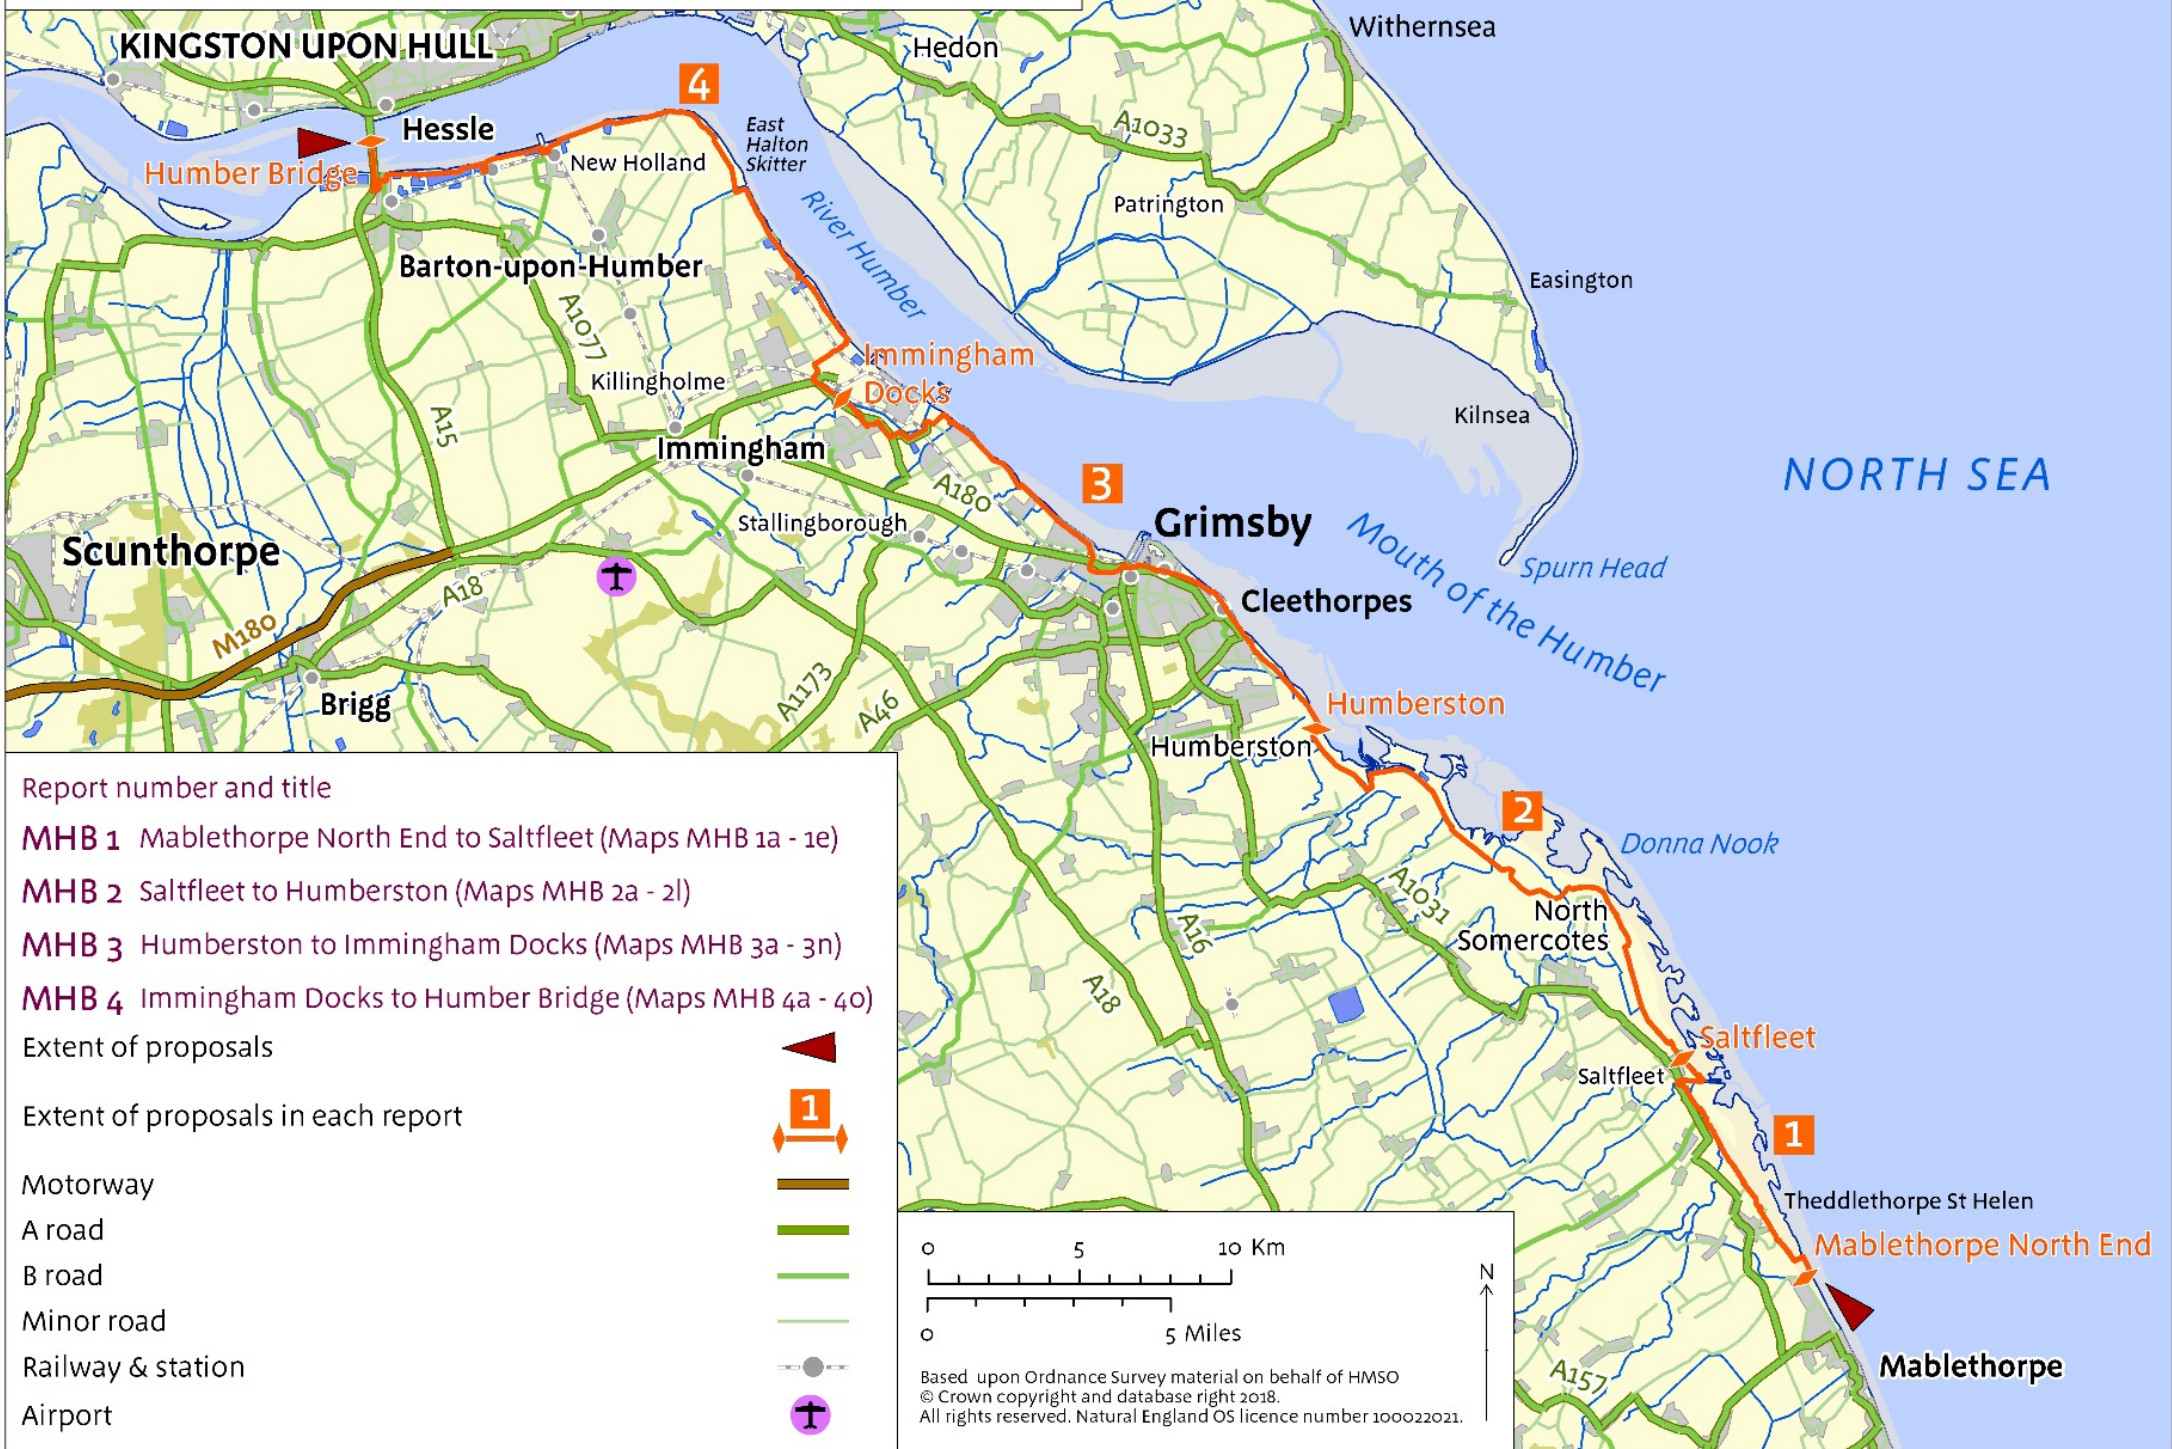 Withernsea
KINGSTON UPON HULL
Hedon
4
Hessle
East
Halton
Skitter
A1033
Humber Bridge
New Holland
River Humber
Patrington
Barton-upon-Humber
Easington
A1077
Immingham
Docks
Killingholme
A15
Kilnsea
Immingham
NORTH SEA
A180
3
Stallingborough
Grimsby
Mouth of the Humber
Scunthorpe
Spurn Head
A18
Cleethorpes
M180
A1173
A46
Brigg
Humberston
Humberston
2
Donna Nook
A1031
North
Somercotes
A16
A18
Saltfleet
Saltfleet
1
Theddlethorpe St Helen
Mablethorpe North End
A157
Mablethorpe
Report number and title
MHB 1 Mablethorpe North End to Saltfleet (Maps MHB 1a - 1e)
MHB 2 Saltfleet to Humberston (Maps MHB 2a - 2l)
MHB 3 Humberston to Immingham Docks (Maps MHB 3a - 3n)
MHB 4 Immingham Docks to Humber Bridge (Maps MHB 4a - 4o)
Extent of proposals
Extent of proposals in each report 1
Motorway
A road
B road
Minor road
Railway & station
Airport
0 5 10 Km
0 5 Miles
N
Based upon Ordnance Survey material on behalf of HMSO
© Crown copyright and database right 2018.
All rights reserved. Natural England OS licence number 100022021.